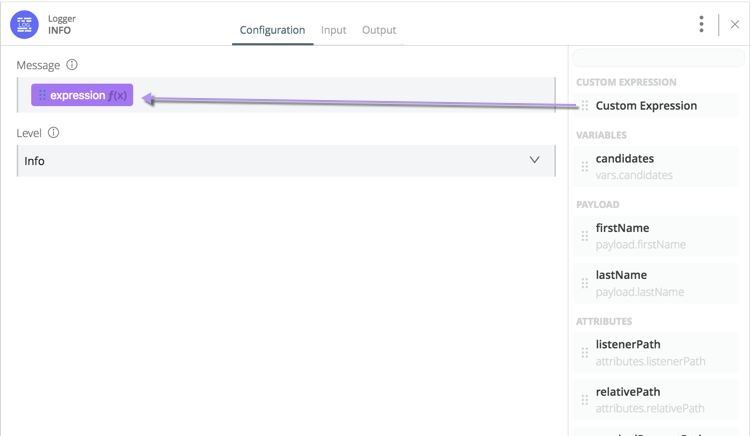 Logger
INFO
Configuration
Input
Output
Message
expression ƒ(x)
Level
Info
CUSTOM EXPRESSION
Custom Expression
VARIABLES
candidates
vars.candidates
PAYLOAD
firstName
payload.firstName
lastName
payload.lastName
ATTRIBUTES
listenerPath
attributes.listenerPath
relativePath
attributes.relativePath